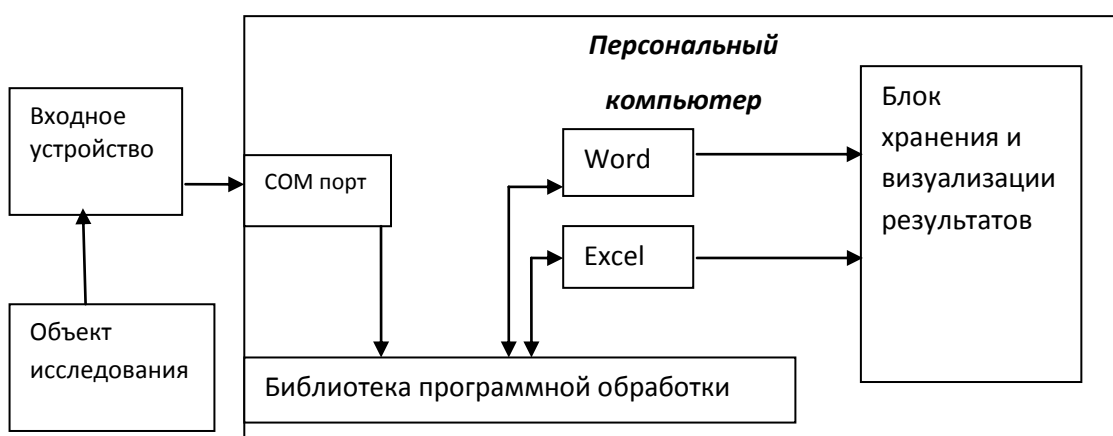 Персональный
компьютер
Входное
устройство
COM порт
Word
Excel
Блок
хранения и
визуализации
результатов
Объект
исследования
Библиотека программной обработки